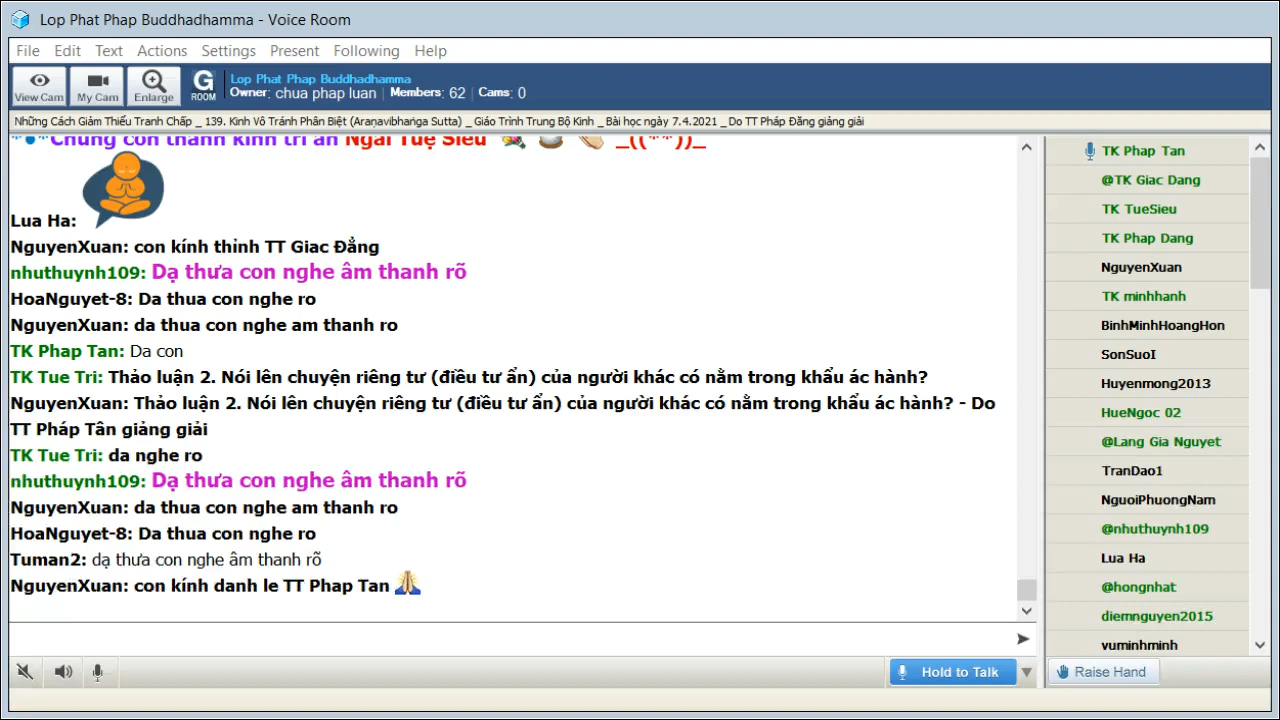 Lop Phat Phap Buddhadhamma - Voice Room
File Edit Text Actions Settings Present Following Help
View Cam My Cam Enlarge G ROOM
Lop Phat Phap Buddhadhamma
Owner: chua phap luan | Members: 62 | Cams: 0
Những Cách Giảm Thiểu Tranh Chấp _ 139. Kinh Vô Tránh Phân Biệt (Araṇavibhaṅga Sutta) _ Giáo Trình Trung Bộ Kinh _ Bài học ngày 7.4.2021 _ Do TT Pháp Đăng giảng giải
*●*Chúng con thành kính tri ân Ngài Tuệ Siêu _((**))_
Lua Ha:
NguyenXuan: con kính thỉnh TT Giac Đẳng
nhuthuynh109: Dạ thưa con nghe âm thanh rõ
HoaNguyet-8: Da thua con nghe ro
NguyenXuan: da thua con nghe am thanh ro
TK Phap Tan: Da con
TK Tue Tri: Thảo luận 2. Nói lên chuyện riêng tư (điều tư ẩn) của người khác có nằm trong khẩu ác hành?
NguyenXuan: Thảo luận 2. Nói lên chuyện riêng tư (điều tư ẩn) của người khác có nằm trong khẩu ác hành? - Do
TT Pháp Tân giảng giải
TK Tue Tri: da nghe ro
nhuthuynh109: Dạ thưa con nghe âm thanh rõ
NguyenXuan: da thua con nghe am thanh ro
HoaNguyet-8: Da thua con nghe ro
Tuman2: dạ thưa con nghe âm thanh rõ
NguyenXuan: con kính danh le TT Phap Tan
TK Phap Tan
@TK Giac Dang
TK TueSieu
TK Phap Dang
NguyenXuan
TK minhhanh
BinhMinhHoangHon
SonSuoI
Huyenmong2013
HueNgoc 02
@Lang Gia Nguyet
TranDao1
NguoiPhuongNam
@nhuthuynh109
Lua Ha
@hongnhat
diemnguyen2015
vuminhminh
Hold to Talk
Raise Hand